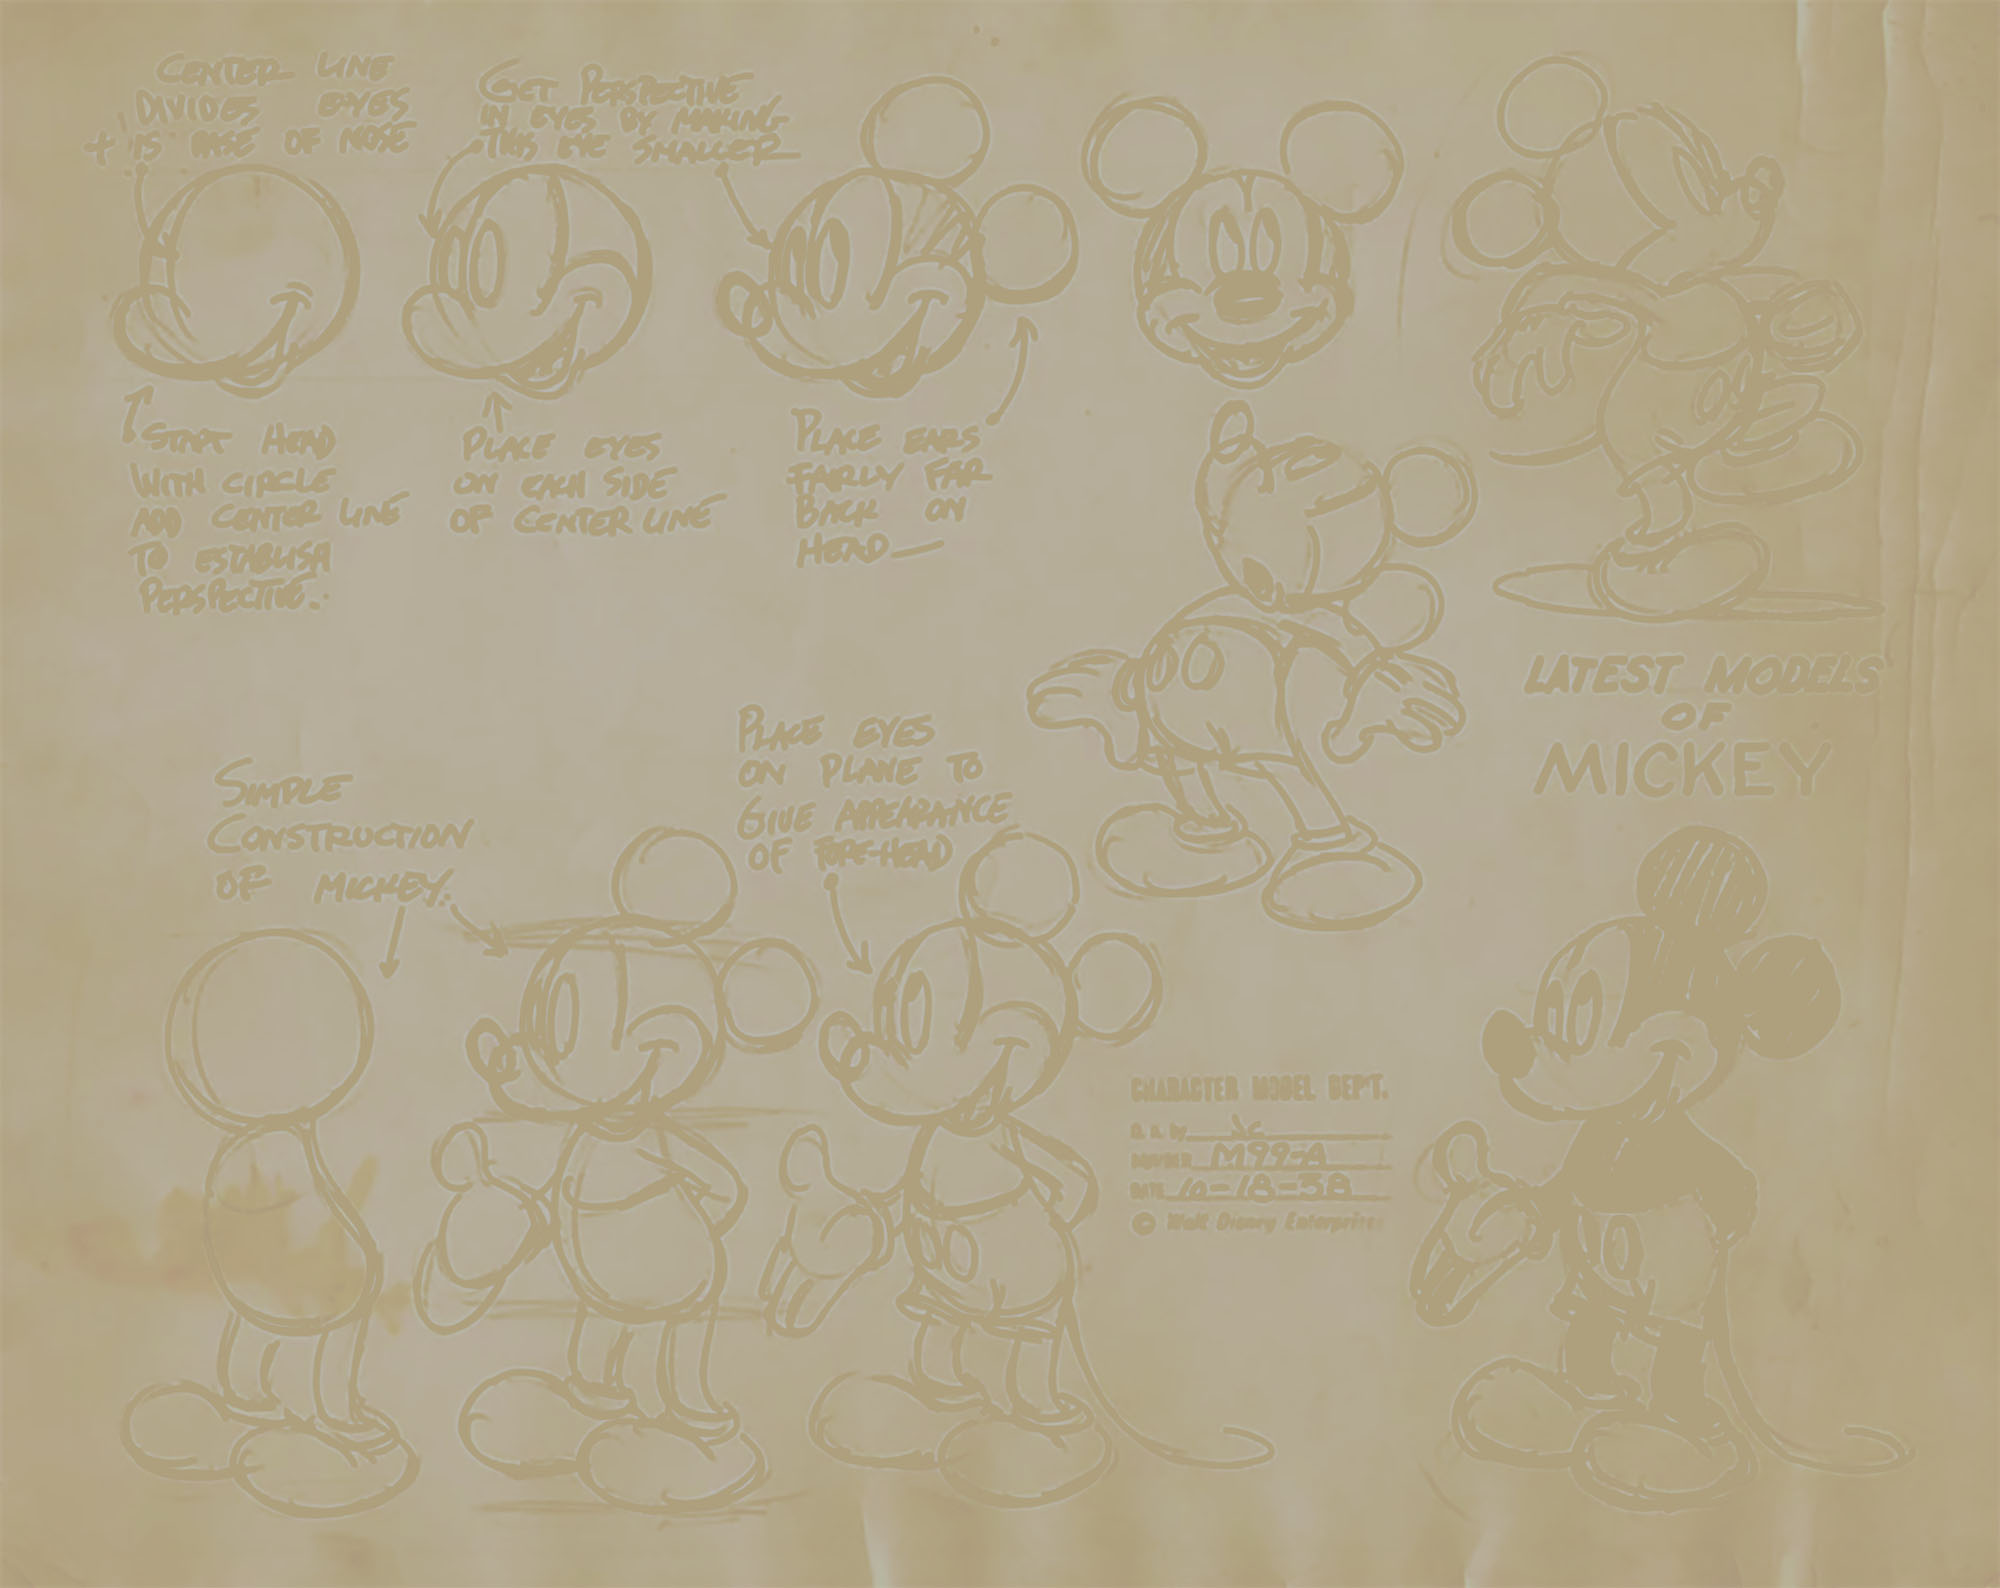 CENTER LINE
DIVIDES EYES
+ IS BASE OF NOSE
GET PERSPECTIVE
IN EYES BY MAKING
THIS EYE SMALLER
START HEAD
WITH CIRCLE
ADD CENTER LINE
TO ESTABLISH
PERSPECTIVE.
PLACE EYES
ON EACH SIDE
OF CENTER LINE
PLACE EARS
FAIRLY FAR
BACK ON
HEAD—
LATEST MODELS
OF
MICKEY
SIMPLE
CONSTRUCTION
OF MICKEY.
PLACE EYES
ON PLANE TO
GIVE APPEARANCE
OF FORE-HEAD
CHARACTER MODEL DEP'T.
NUMBER M99-A
DATE 10-18-38
© Walt Disney Enterprises